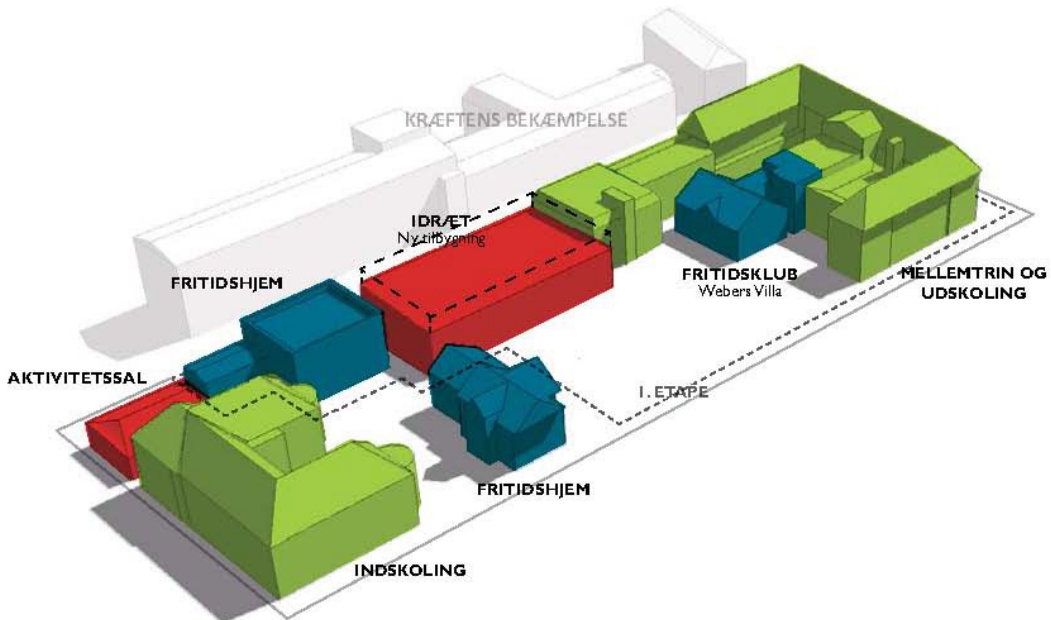 KRÆFTENS BEKÆMPELSE
IDRÆT
Ny tilbygning
FRITIDSHJEM
FRITIDSKLUB
Webers Villa
MELLEMTRIN OG
UDSKOLING
AKTIVITETSSAL
1. ETAPE
FRITIDSHJEM
INDSKOLING